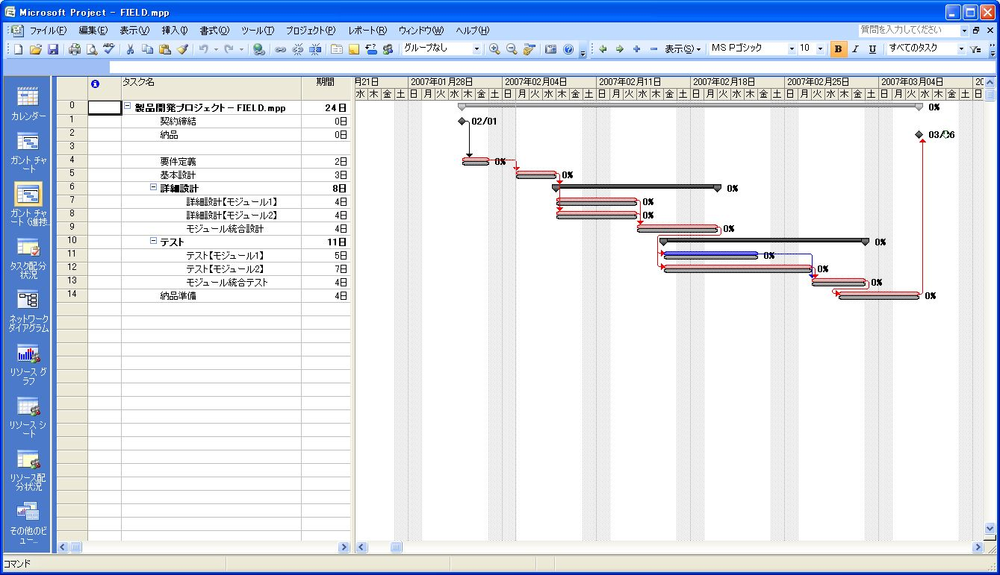 Microsoft Project - FIELD.mpp
ファイル(F) 編集(E) 表示(V) 挿入(I) 書式(O) ツール(T) プロジェクト(P) レポート(R) ウィンドウ(W) ヘルプ(H) 質問を入力してください
グループなし 表示(S) MS Pゴシック 10 B I U すべてのタスク
タスク名 期間 月21日 2007年01月28日 2007年02月04日 2007年02月11日 2007年02月18日 2007年02月25日 2007年03月04日 20
水 木 金 土 日 月 火 水 木 金 土 日 月 火 水 木 金 土 日 月 火 水 木 金 土 日 月 火 水 木 金 土 日 月 火 水 木 金 土 日 月 火 水 木 金 土 日
0 製品開発プロジェクト - FIELD.mpp 24日 0%
1 契約締結 0日 02/01
2 納品 0日
3
4 要件定義 2日 0%
5 基本設計 3日 0%
6 詳細設計 8日 0%
7 詳細設計【モジュール1】 4日 0%
8 詳細設計【モジュール2】 4日 0%
9 モジュール統合設計 4日 0%
10 テスト 11日 0%
11 テスト【モジュール1】 5日 0%
12 テスト【モジュール2】 7日 0%
13 モジュール統合テスト 4日 0%
14 納品準備 4日 0%
カレンダー
ガント チャ
ート
ガント チャ
ート (進捗..
タスク配分
状況
ネットワーク
ダイアグラム
リソース グ
ラフ
リソース シ
ート
リソース配
分状況
その他のビ
ュー...
コマンド